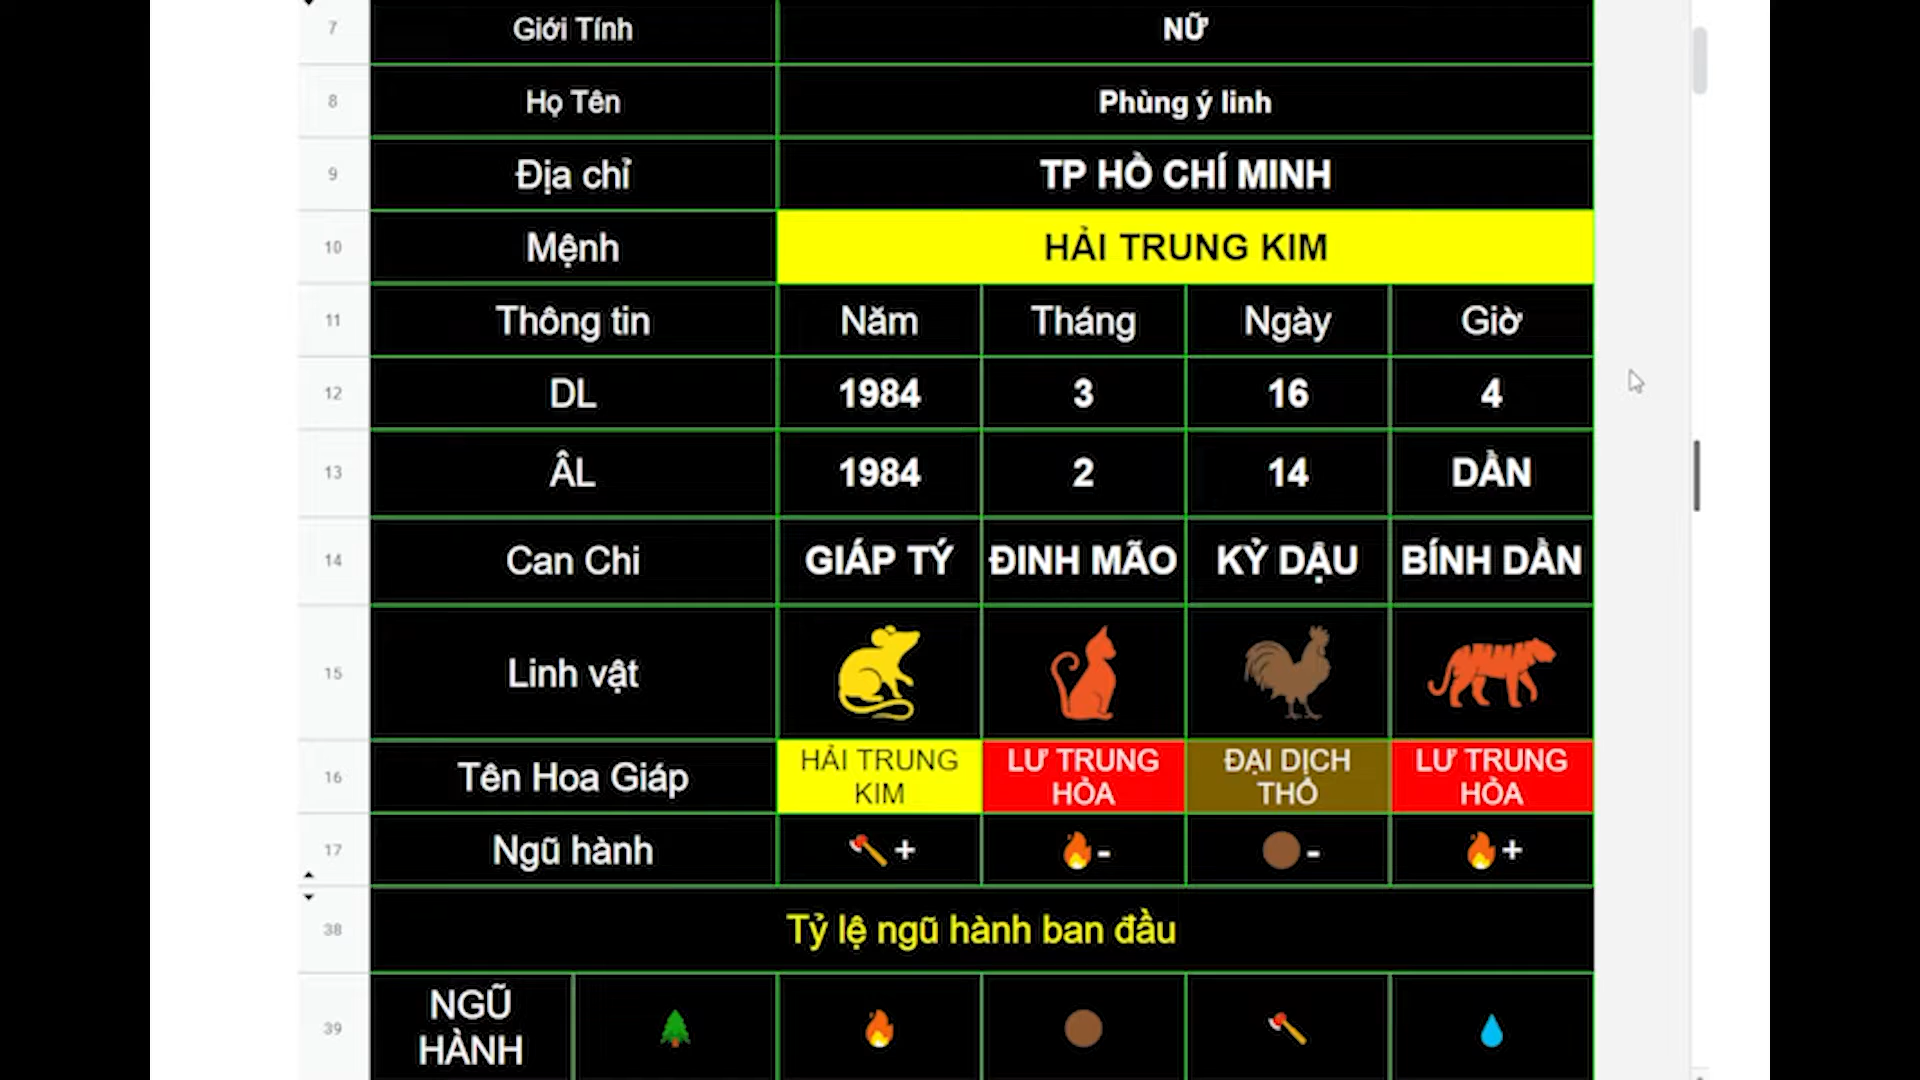 7 Giới Tính NỮ
8 Họ Tên Phùng ý linh
9 Địa chỉ TP HỒ CHÍ MINH
10 Mệnh HẢI TRUNG KIM
11 Thông tin Năm Tháng Ngày Giờ
12 DL 1984 3 16 4
13 ÂL 1984 2 14 DẦN
14 Can Chi GIÁP TÝ ĐINH MÃO KỶ DẬU BÍNH DẦN
15 Linh vật
16 Tên Hoa Giáp HẢI TRUNG KIM LƯ TRUNG HỎA ĐẠI DỊCH THỔ LƯ TRUNG HỎA
17 Ngũ hành + - - +
38 Tỷ lệ ngũ hành ban đầu
39 NGŨ HÀNH